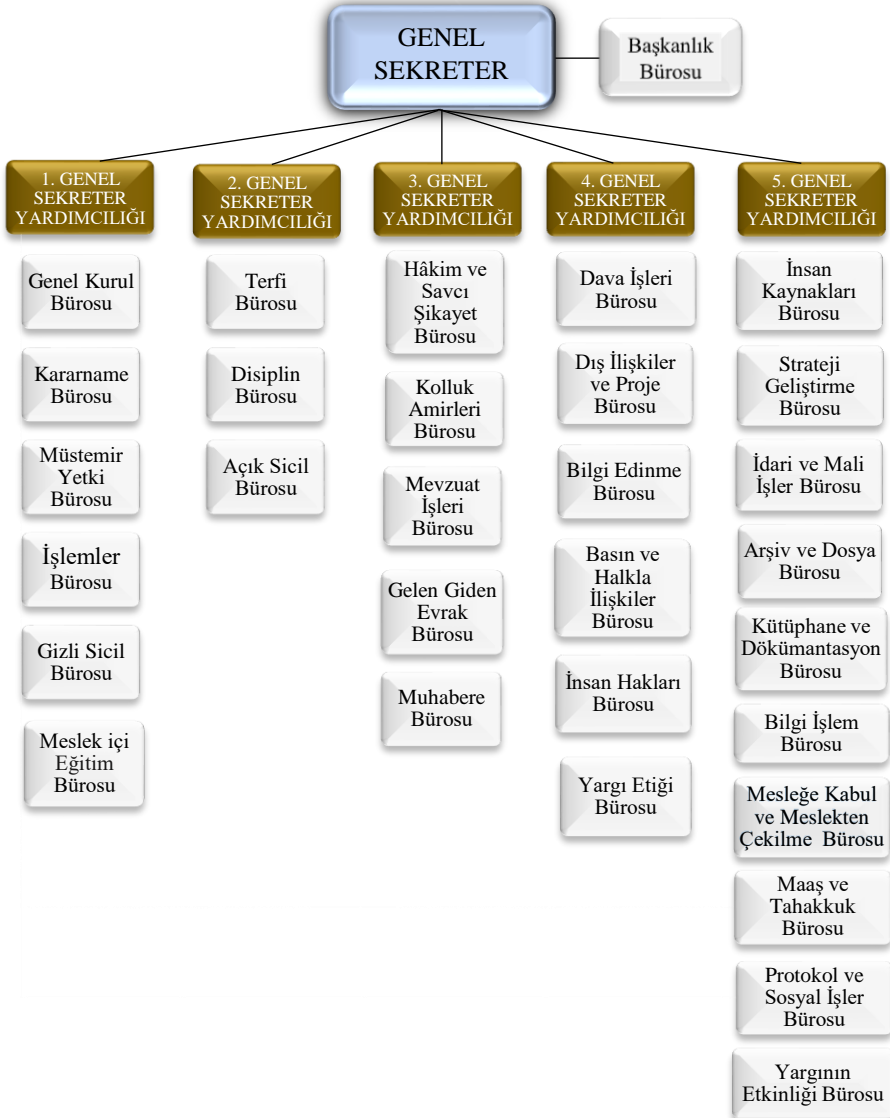 GENEL
SEKRETER
Başkanlık
Bürosu
1. GENEL
SEKRETER
YARDIMCILIĞI
Genel Kurul
Bürosu
Kararname
Bürosu
Müstemir
Yetki
Bürosu
İşlemler
Bürosu
Gizli Sicil
Bürosu
Meslek içi
Eğitim
Bürosu
2. GENEL
SEKRETER
YARDIMCILIĞI
Terfi
Bürosu
Disiplin
Bürosu
Açık Sicil
Bürosu
3. GENEL
SEKRETER
YARDIMCILIĞI
Hâkim ve
Savcı
Şikayet
Bürosu
Kolluk
Amirleri
Bürosu
Mevzuat
İşleri
Bürosu
Gelen Giden
Evrak
Bürosu
Muhabere
Bürosu
4. GENEL
SEKRETER
YARDIMCILIĞI
Dava İşleri
Bürosu
Dış İlişkiler
ve Proje
Bürosu
Bilgi Edinme
Bürosu
Basın ve
Halkla
İlişkiler
Bürosu
İnsan Hakları
Bürosu
Yargı Etiği
Bürosu
5. GENEL
SEKRETER
YARDIMCILIĞI
İnsan
Kaynakları
Bürosu
Strateji
Geliştirme
Bürosu
İdari ve Mali
İşler Bürosu
Arşiv ve Dosya
Bürosu
Kütüphane ve
Dökümantasyon
Bürosu
Bilgi İşlem
Bürosu
Mesleğe Kabul
ve Meslekten
Çekilme Bürosu
Maaş ve
Tahakkuk
Bürosu
Protokol ve
Sosyal İşler
Bürosu
Yargının
Etkinliği Bürosu